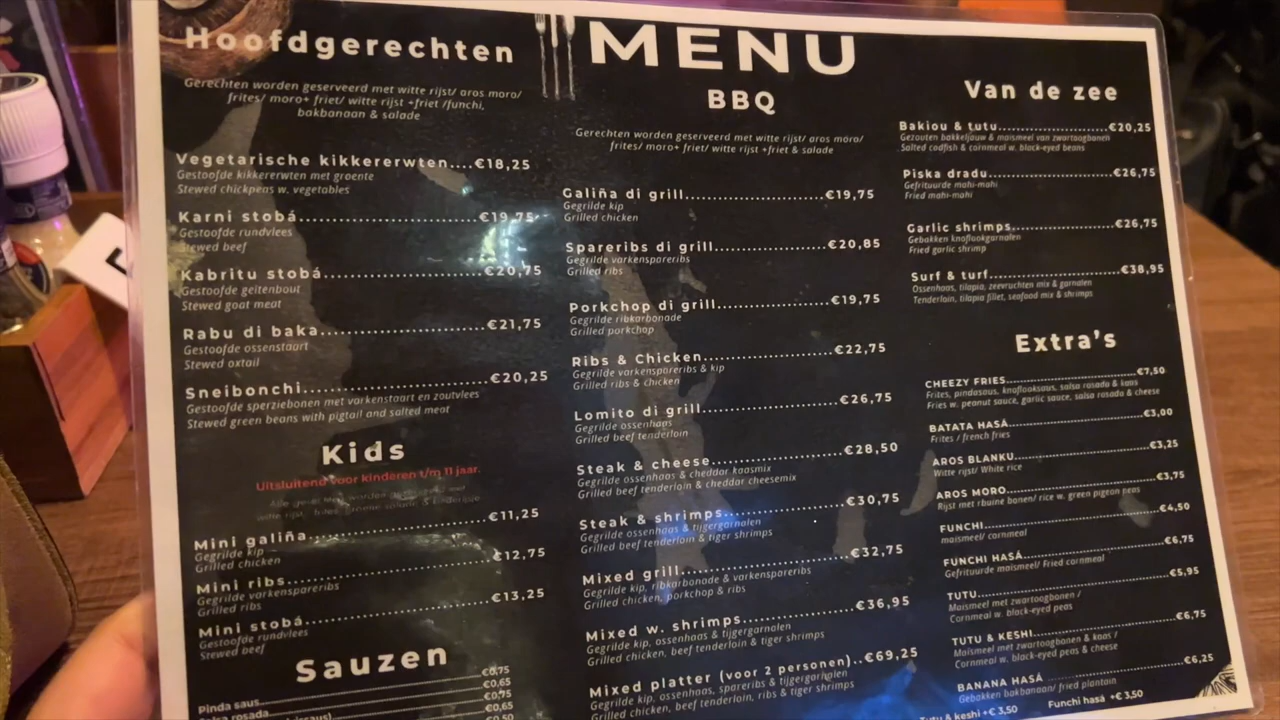 Hoofdgerechten
Gerechten worden geserveerd met witte rijst/ aros moro/
frites/ moro+ friet/ witte rijst +friet /funchi,
bakbanaan & salade
Vegetarische kikkererwten....€18,25
Gestoofde kikkererwten met groente
Stewed chickpeas w. vegetables
Karni stobá........................€19,75
Gestoofde rundvlees
Stewed beef
Kabritu stobá......................€20,75
Gestoofde geitenbout
Stewed goat meat
Rabu di baka.......................€21,75
Gestoofde ossenstaart
Stewed oxtail
Sneibonchi.........................€20,25
Gestoofde sperziebonen met varkenstaart en zoutvlees
Stewed green beans with pigtail and salted meat
Kids
Uitsluitend voor kinderen t/m 11 jaar.
Mini galiña........................€11,25
Gegrilde kip
Grilled chicken
Mini ribs..........................€12,75
Gegrilde varkensspareribs
Grilled ribs
Mini stobá.........................€13,25
Gestoofde rundvlees
Stewed beef
Sauzen
Pinda saus.........................€0,75
€0,65
€0,75
€0,65
MENU
BBQ
Gerechten worden geserveerd met witte rijst/ aros moro/
frites/ moro+ friet/ witte rijst +friet & salade
Galiña di grill....................€19,75
Gegrilde kip
Grilled chicken
Spareribs di grill.................€20,85
Gegrilde varkenspareribs
Grilled ribs
Porkchop di grill..................€19,75
Gegrilde ribkarbonade
Grilled porkchop
Ribs & Chicken.....................€22,75
Gegrilde varkenspareribs & kip
Grilled ribs & chicken
Lomito di grill....................€26,75
Gegrilde ossenhaas
Grilled beef tenderloin
Steak & cheese.....................€28,50
Gegrilde ossenhaas & cheddar kaasmix
Grilled beef tenderloin & cheddar cheesemix
Steak & shrimps....................€30,75
Gegrilde ossenhaas & tijgergarnalen
Grilled beef tenderloin & tiger shrimps
Mixed grill........................€32,75
Gegrilde kip, ribkarbonade & varkenspareribs
Grilled chicken, porkchop & ribs
Mixed w. shrimps...................€36,95
Gegrilde kip, ossenhaas & tijgergarnalen
Grilled chicken, beef tenderloin & tiger shrimps
Mixed platter (voor 2 personen)..€69,25
Gegrilde kip, ossenhaas, spareribs & tijgergarnalen
Grilled chicken, beef tenderloin, ribs & tiger shrimps
Van de zee
Bakiou & tutu......................€20,25
Gezouten bakkeljauw & maismeel van zwartoogbonen
Salted codfish & cornmeal w. black-eyed beans
Piska dradu........................€26,75
Gefrituurde mahi-mahi
Fried mahi-mahi
Garlic shrimps.....................€26,75
Gebakken knoflookgarnalen
Fried garlic shrimp
Surf & turf........................€38,95
Ossenhaas, tilapia, zeevruchten mix & garnalen
Tenderloin, tilapia fillet, seafood mix & shrimps
Extra's
CHEEZY FRIES.......................€7,50
Frites, pindasaus, knoflooksaus, salsa rosada & kaas
Fries w. peanut sauce, garlic sauce, salsa rosada & cheese
BATATA HASÁ........................€3,00
Frites / french fries
AROS BLANKU........................€3,25
Witte rijst/ White rice
AROS MORO..........................€3,75
Rijst met rbuine bonen/ rice w. green pigeon peas
FUNCHI.............................€4,50
maismeel/ cornmeal
FUNCHI HASÁ........................€6,75
Gefrituurde maismeel/ Fried cornmeal
TUTU...............................€5,95
Maismeel met zwartoogbonen /
Cornmeal w. black-eyed peas
TUTU & KESHI.......................€6,75
Maismeel met zwartoogbonen & kaas /
Cornmeal w. black-eyed peas & cheese
BANANA HASÁ........................€6,25
Gebakken bakbanaan/ fried plantain
Tutu & keshi +€ 3,50 Funchi hasá +€ 3,50